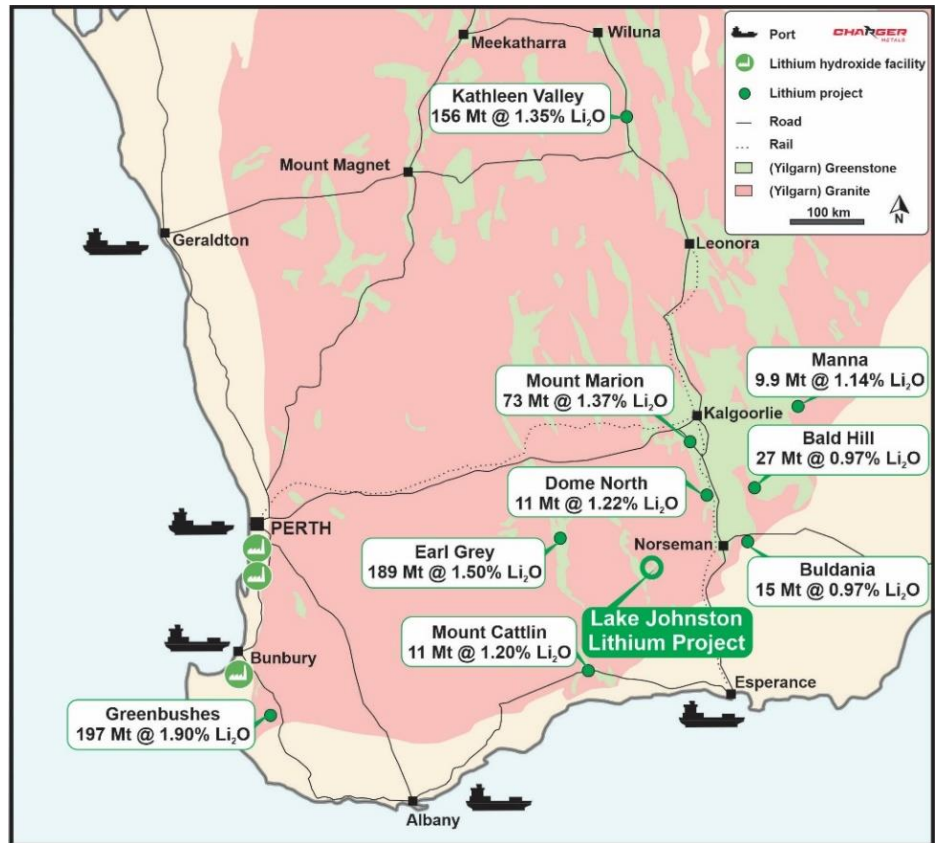 Meekatharra
Wiluna
Kathleen Valley
156 Mt @ 1.35% Li₂O
Mount Magnet
Geraldton
Leonora
Port
CHARGER
METALS
Lithium hydroxide facility
Lithium project
Road
Rail
(Yilgarn) Greenstone
(Yilgarn) Granite
100 km
N
Manna
9.9 Mt @ 1.14% Li₂O
Mount Marion
73 Mt @ 1.37% Li₂O
Kalgoorlie
Bald Hill
27 Mt @ 0.97% Li₂O
Dome North
11 Mt @ 1.22% Li₂O
PERTH
Earl Grey
189 Mt @ 1.50% Li₂O
Norseman
Buldania
15 Mt @ 0.97% Li₂O
Lake Johnston
Lithium Project
Mount Cattlin
11 Mt @ 1.20% Li₂O
Bunbury
Esperance
Greenbushes
197 Mt @ 1.90% Li₂O
Albany